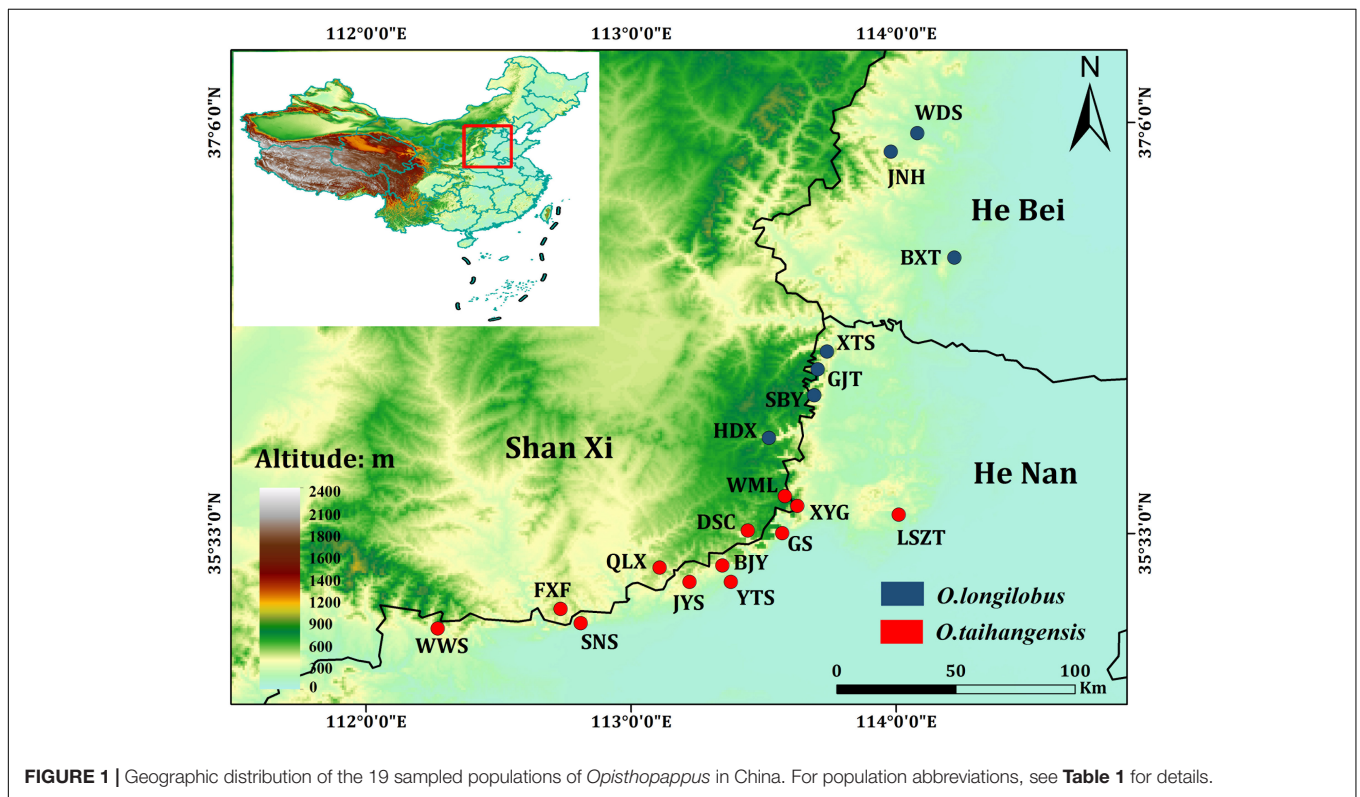 112°0'0"E 113°0'0"E 114°0'0"E
N
37°6'0"N 37°6'0"N
WDS
JNH
He Bei
BXT
XTS
GJT
SBY
HDX
Shan Xi
He Nan
Altitude: m
2400
2100
1800
1600
1400
1200
900
600
300
0
WML
XYG
DSC
GS
LSZT
35°33'0"N 35°33'0"N
QLX
BJY
JYS
YTS
FXF
SNS
WWS
O.longilobus
O.taihangensis
0 50 100
Km
112°0'0"E 113°0'0"E 114°0'0"E
FIGURE 1 | Geographic distribution of the 19 sampled populations of Opisthopappus in China. For population abbreviations, see Table 1 for details.